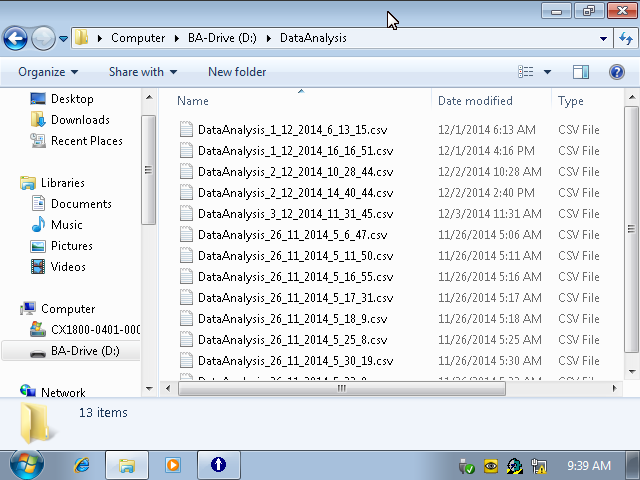 Computer BA-Drive (D:) DataAnalysis
Organize Share with New folder
Name Date modified Type
Desktop
Downloads
Recent Places
Libraries
Documents
Music
Pictures
Videos
Computer
CX1800-0401-000
BA-Drive (D:)
Network
DataAnalysis_1_12_2014_6_13_15.csv 12/1/2014 6:13 AM CSV File
DataAnalysis_1_12_2014_16_16_51.csv 12/1/2014 4:16 PM CSV File
DataAnalysis_2_12_2014_10_28_44.csv 12/2/2014 10:28 AM CSV File
DataAnalysis_2_12_2014_14_40_44.csv 12/2/2014 2:40 PM CSV File
DataAnalysis_3_12_2014_11_31_45.csv 12/3/2014 11:31 AM CSV File
DataAnalysis_26_11_2014_5_6_47.csv 11/26/2014 5:06 AM CSV File
DataAnalysis_26_11_2014_5_11_50.csv 11/26/2014 5:11 AM CSV File
DataAnalysis_26_11_2014_5_16_55.csv 11/26/2014 5:16 AM CSV File
DataAnalysis_26_11_2014_5_17_31.csv 11/26/2014 5:17 AM CSV File
DataAnalysis_26_11_2014_5_18_9.csv 11/26/2014 5:18 AM CSV File
DataAnalysis_26_11_2014_5_25_8.csv 11/26/2014 5:25 AM CSV File
DataAnalysis_26_11_2014_5_30_19.csv 11/26/2014 5:30 AM CSV File
13 items
9:39 AM